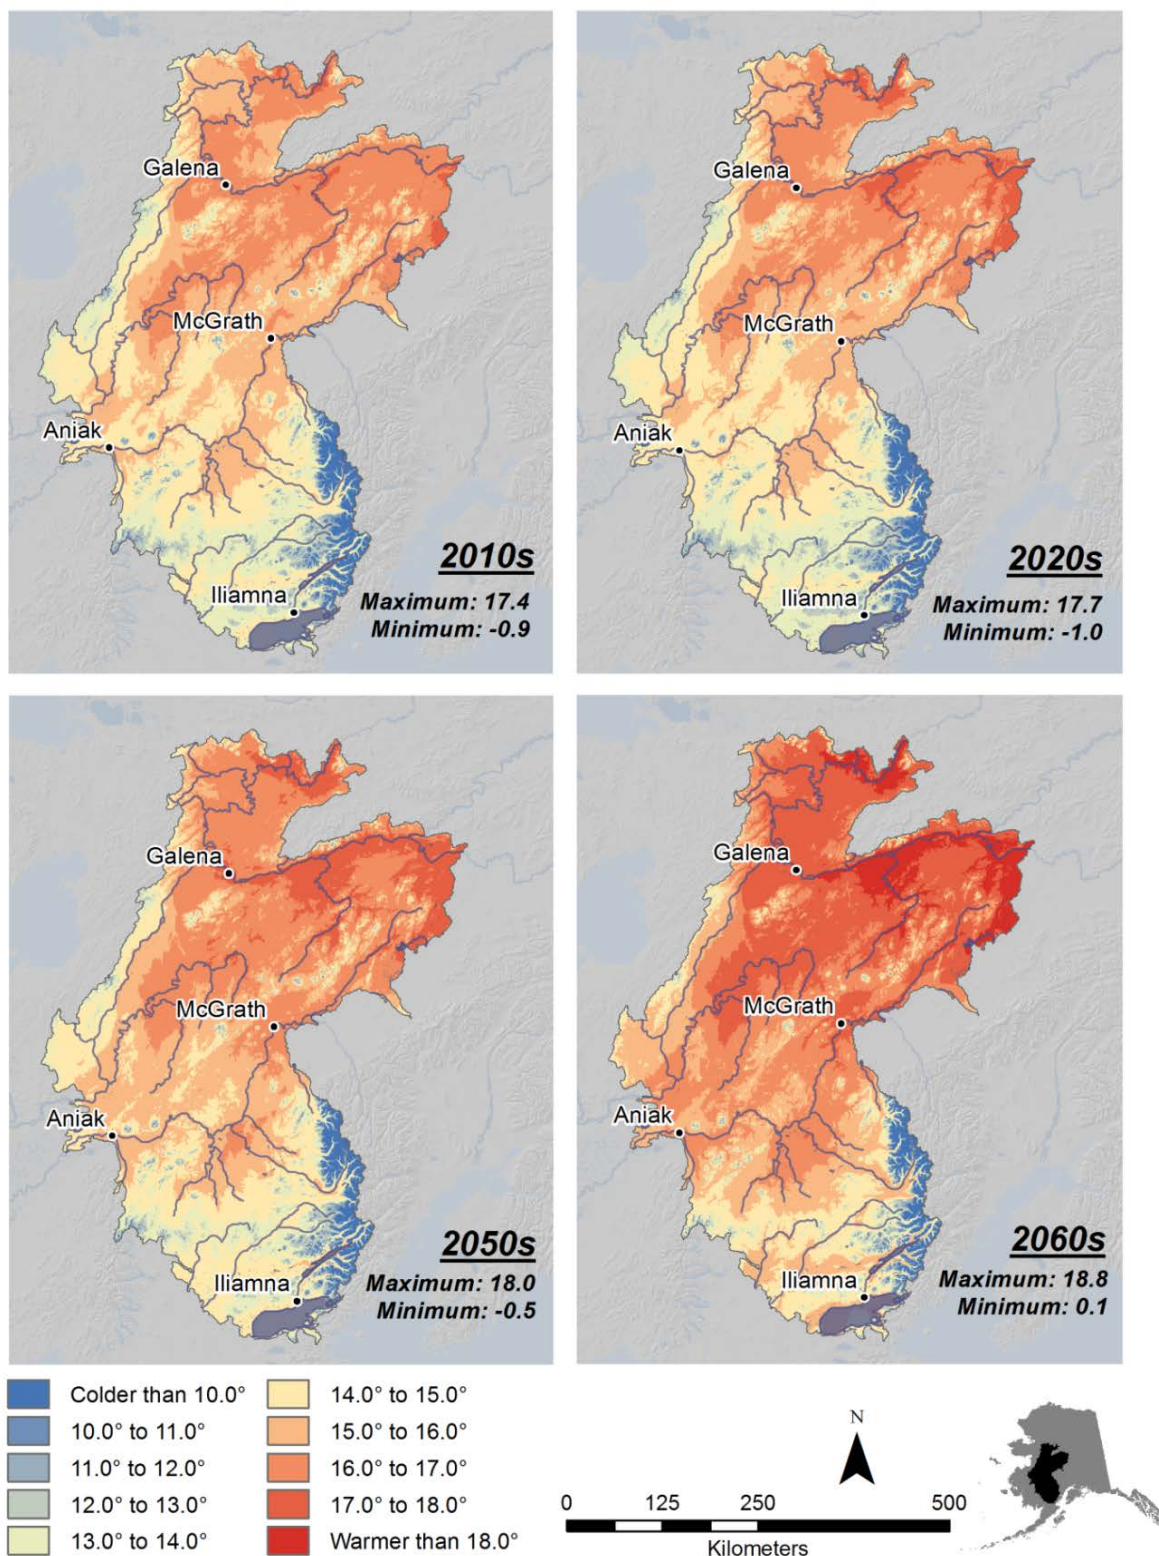 Galena
McGrath
Aniak
Iliamna
2010s
Maximum: 17.4
Minimum: -0.9
Galena
McGrath
Aniak
Iliamna
2020s
Maximum: 17.7
Minimum: -1.0
Galena
McGrath
Aniak
Iliamna
2050s
Maximum: 18.0
Minimum: -0.5
Galena
McGrath
Aniak
Iliamna
2060s
Maximum: 18.8
Minimum: 0.1
Colder than 10.0°
10.0° to 11.0°
11.0° to 12.0°
12.0° to 13.0°
13.0° to 14.0°
14.0° to 15.0°
15.0° to 16.0°
16.0° to 17.0°
17.0° to 18.0°
Warmer than 18.0°
N
0 125 250 500
Kilometers